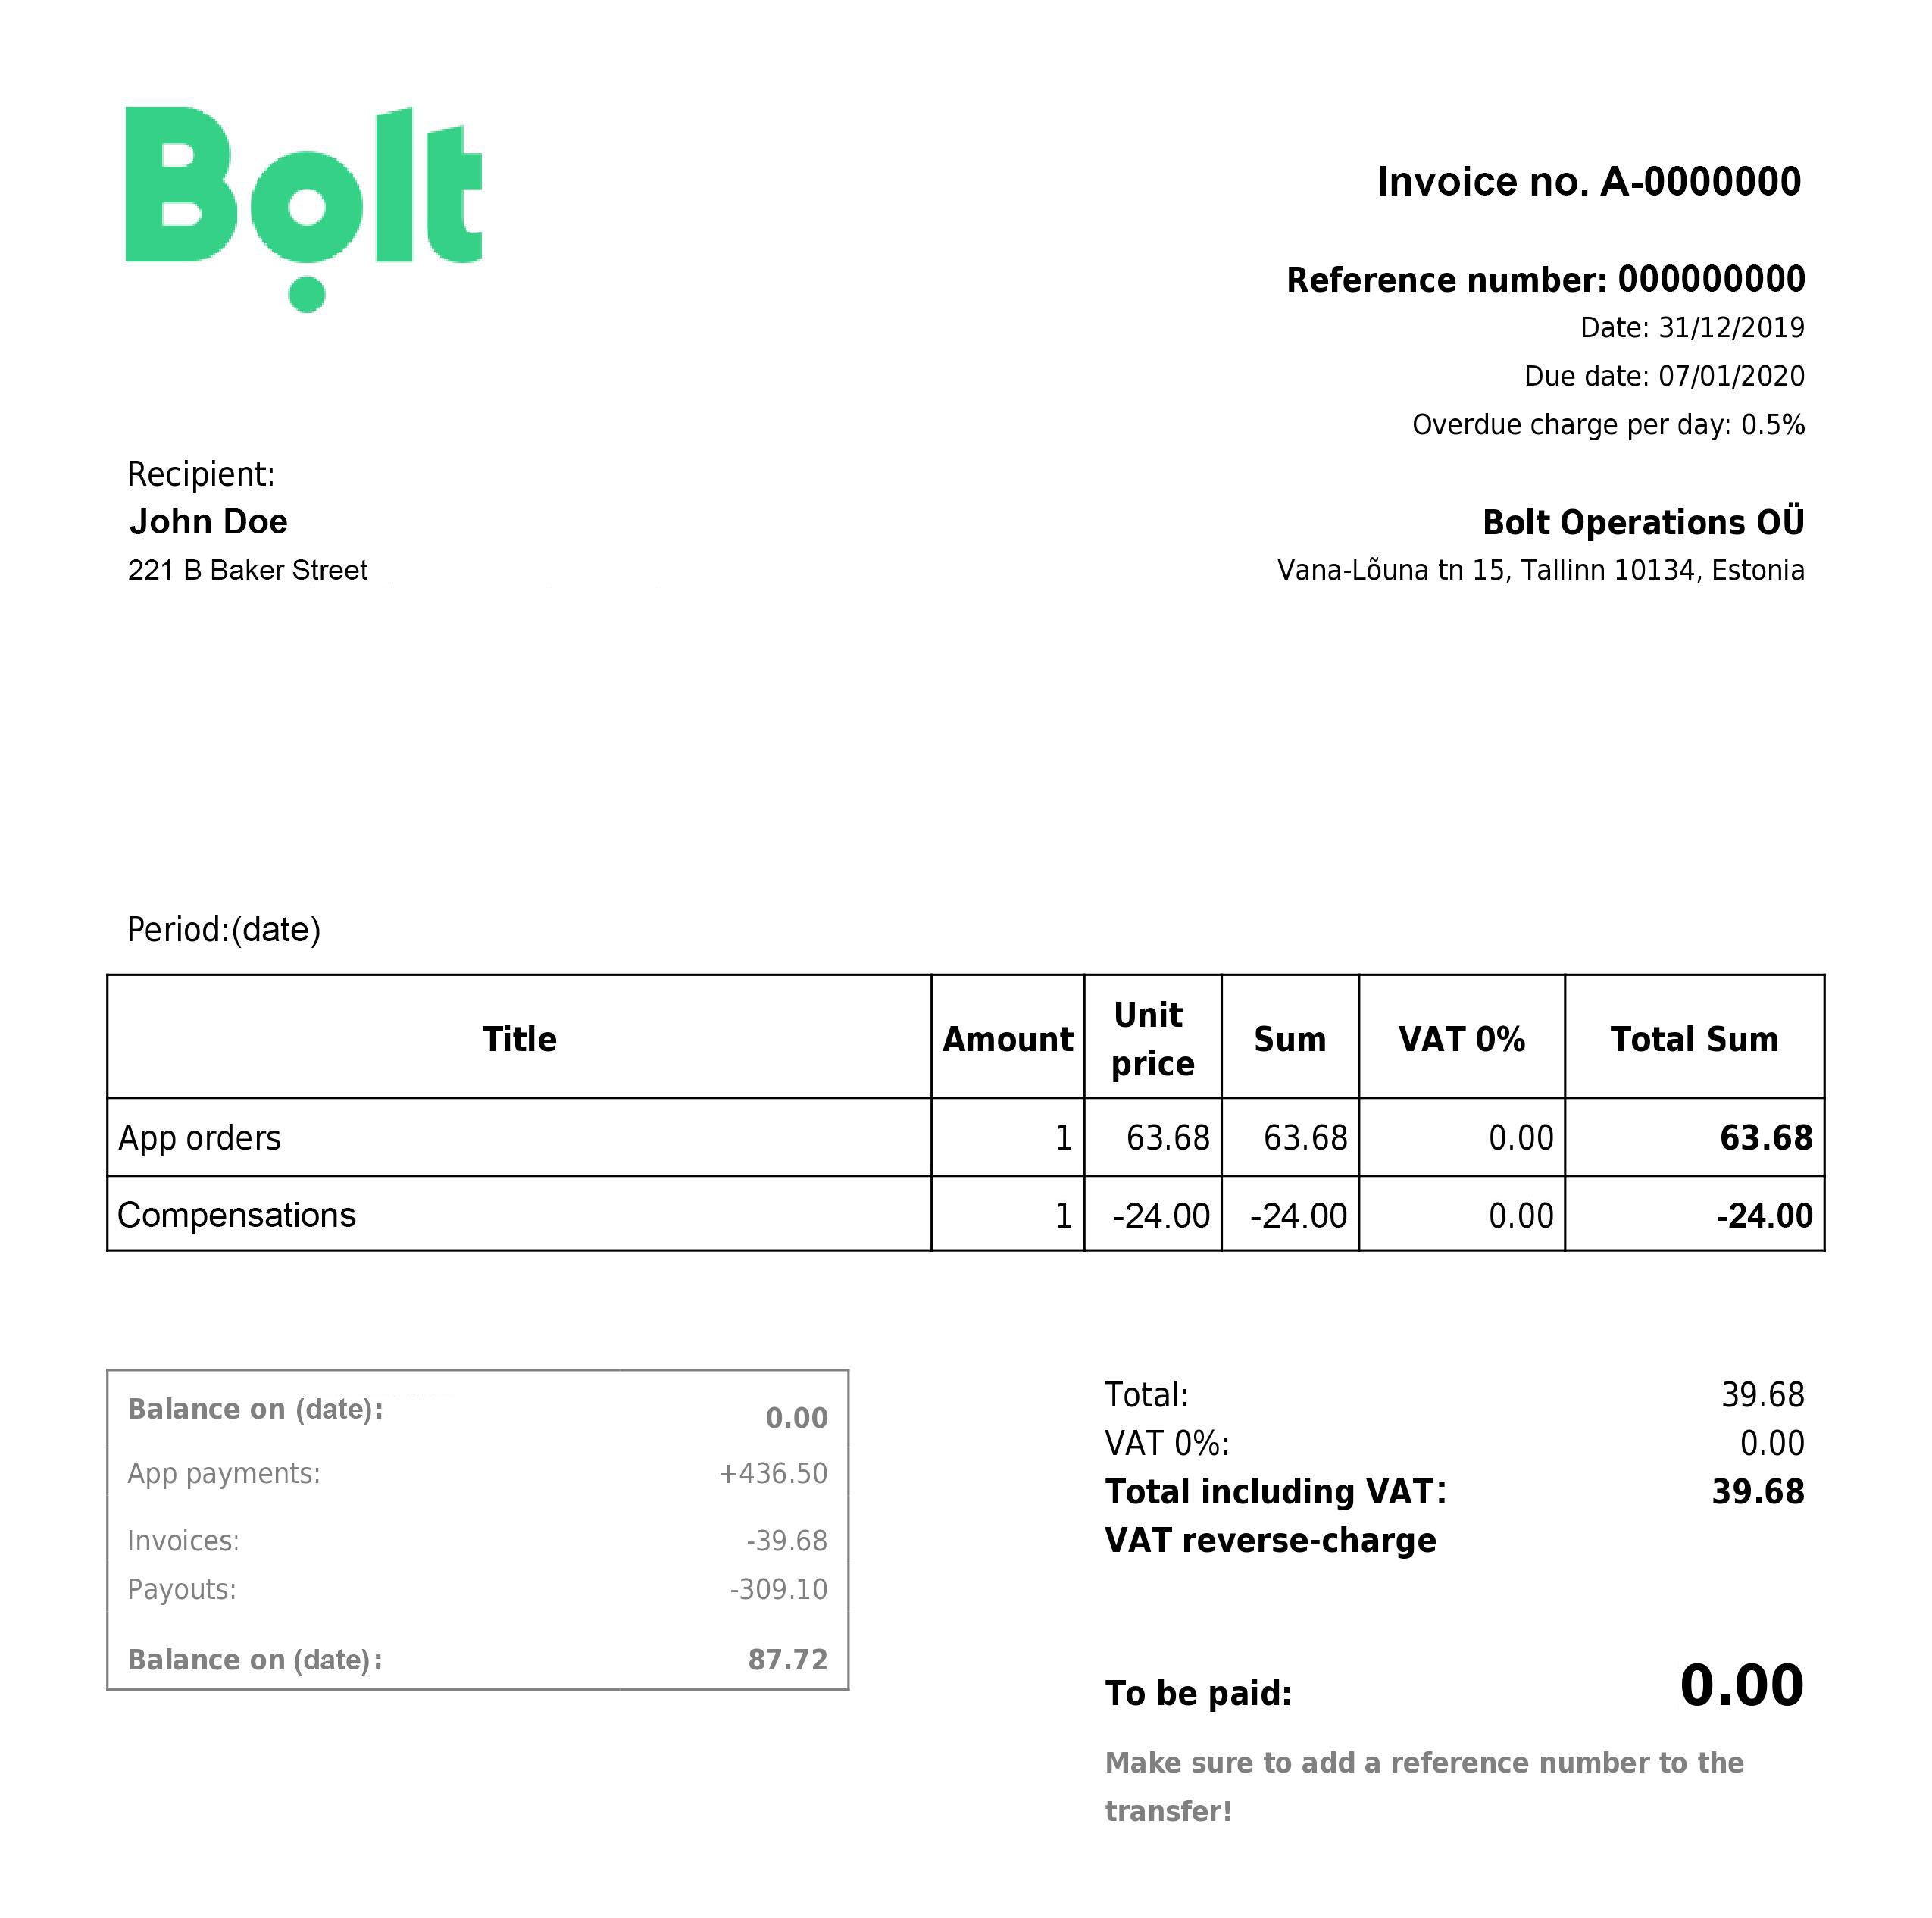 Bolt
Invoice no. A-0000000
Reference number: 000000000
Date: 31/12/2019
Due date: 07/01/2020
Overdue charge per day: 0.5%
Recipient:
John Doe
221 B Baker Street
Bolt Operations OÜ
Vana-Lõuna tn 15, Tallinn 10134, Estonia
Period:(date)
Title Amount Unit price Sum VAT 0% Total Sum
App orders 1 63.68 63.68 0.00 63.68
Compensations 1 -24.00 -24.00 0.00 -24.00
Balance on (date): 0.00
App payments: +436.50
Invoices: -39.68
Payouts: -309.10
Balance on (date): 87.72
Total: 39.68
VAT 0%: 0.00
Total including VAT: 39.68
VAT reverse-charge
To be paid: 0.00
Make sure to add a reference number to the
transfer!